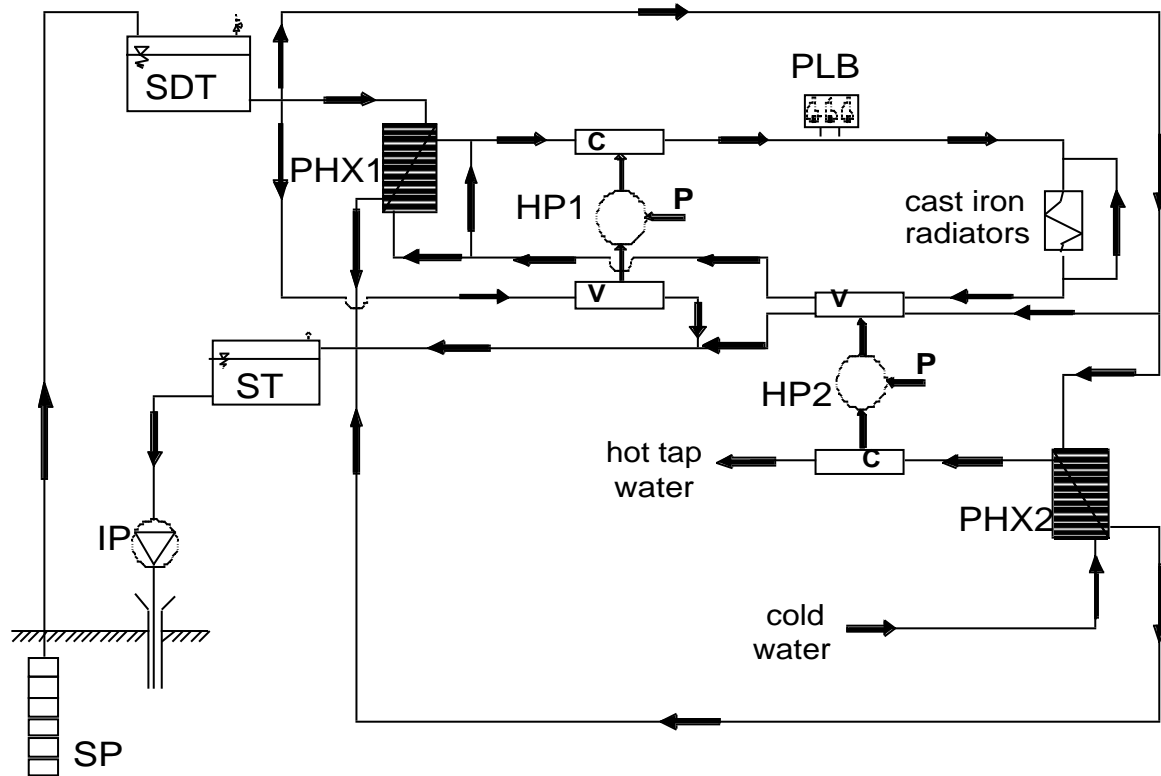 PLB
SDT
C
PHX1
HP1
P
cast iron
radiators
V
V
ST
P
HP2
hot tap
water
C
PHX2
IP
cold
water
SP